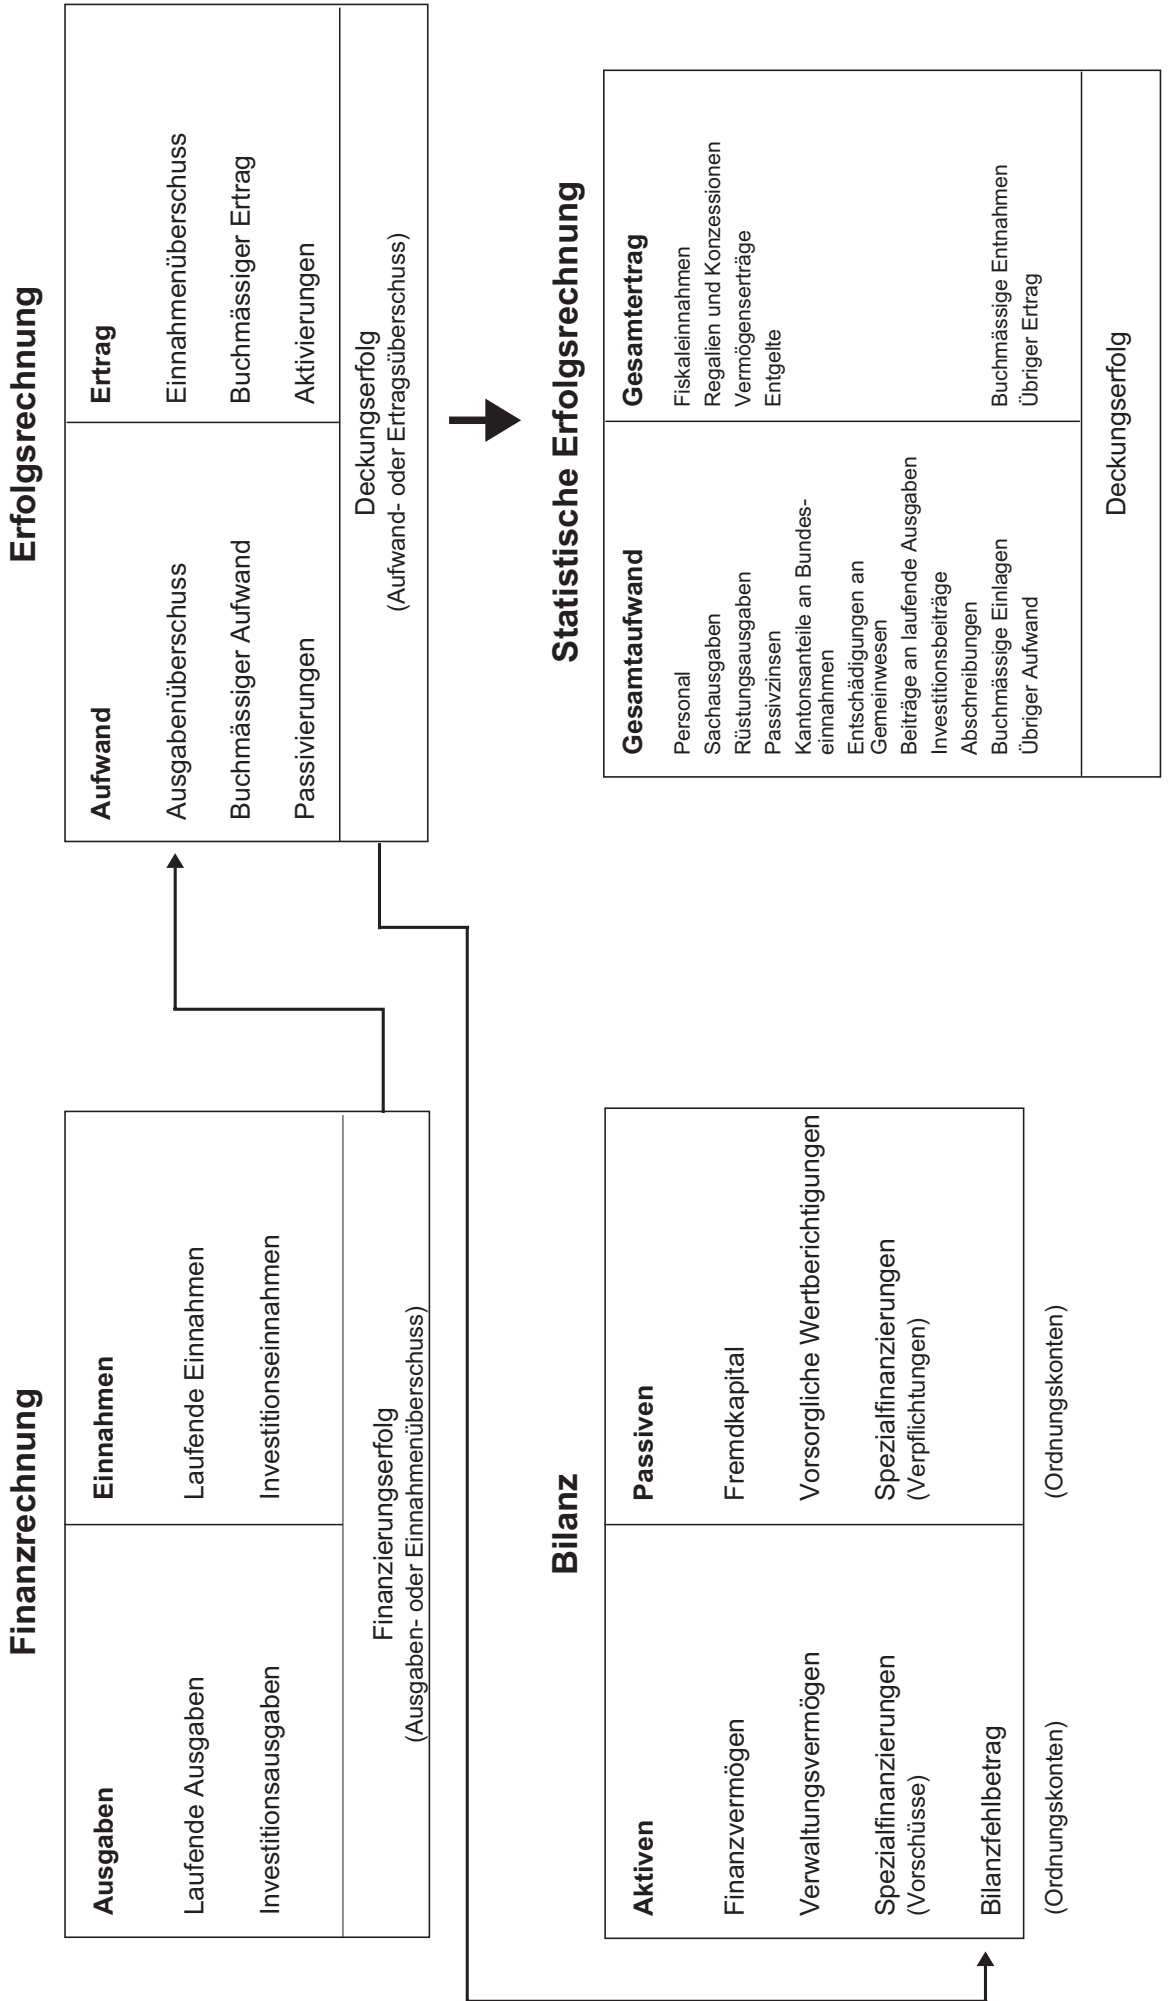 Finanzrechnung
Ausgaben
Laufende Ausgaben
Investitionsausgaben
Einnahmen
Laufende Einnahmen
Investitionseinnahmen
Finanzierungserfolg
(Ausgaben- oder Einnahmenüberschuss)
Erfolgsrechnung
Aufwand
Ausgabenüberschuss
Buchmässiger Aufwand
Passivierungen
Ertrag
Einnahmenüberschuss
Buchmässiger Ertrag
Aktivierungen
Deckungserfolg
(Aufwand- oder Ertragsüberschuss)
Bilanz
Aktiven
Finanzvermögen
Verwaltungsvermögen
Spezialfinanzierungen
(Vorschüsse)
Bilanzfehlbetrag
(Ordnungskonten)
Passiven
Fremdkapital
Vorsorgliche Wertberichtigungen
Spezialfinanzierungen
(Verpflichtungen)
(Ordnungskonten)
Statistische Erfolgsrechnung
Gesamtaufwand
Personal
Sachausgaben
Rüstungsausgaben
Passivzinsen
Kantonsanteile an Bundes-
einnahmen
Entschädigungen an
Gemeinwesen
Beiträge an laufende Ausgaben
Investitionsbeiträge
Abschreibungen
Buchmässige Einlagen
Übriger Aufwand
Gesamtertrag
Fiskaleinnahmen
Regalien und Konzessionen
Vermögenserträge
Entgelte
Buchmässige Entnahmen
Übriger Ertrag
Deckungserfolg